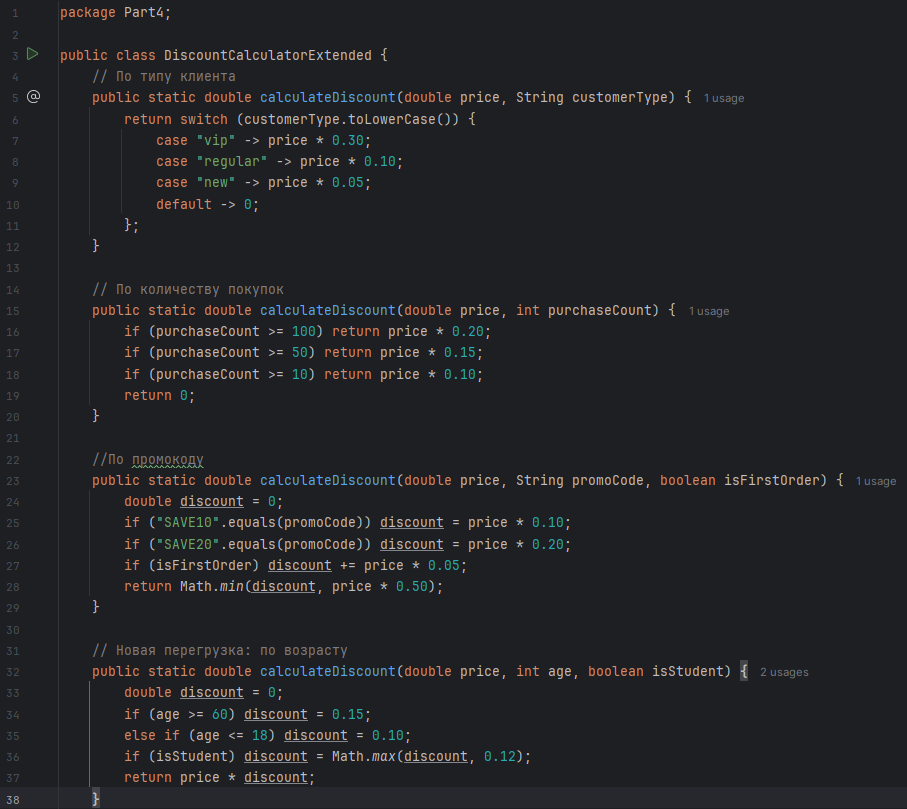 1 package Part4;
2
3 public class DiscountCalculatorExtended {
4 // По типу клиента
5 @ public static double calculateDiscount(double price, String customerType) { 1 usage
6 return switch (customerType.toLowerCase()) {
7 case "vip" -> price * 0.30;
8 case "regular" -> price * 0.10;
9 case "new" -> price * 0.05;
10 default -> 0;
11 };
12 }
13
14 // По количеству покупок
15 public static double calculateDiscount(double price, int purchaseCount) { 1 usage
16 if (purchaseCount >= 100) return price * 0.20;
17 if (purchaseCount >= 50) return price * 0.15;
18 if (purchaseCount >= 10) return price * 0.10;
19 return 0;
20 }
21
22 //По промокоду
23 public static double calculateDiscount(double price, String promoCode, boolean isFirstOrder) { 1 usage
24 double discount = 0;
25 if ("SAVE10".equals(promoCode)) discount = price * 0.10;
26 if ("SAVE20".equals(promoCode)) discount = price * 0.20;
27 if (isFirstOrder) discount += price * 0.05;
28 return Math.min(discount, price * 0.50);
29 }
30
31 // Новая перегрузка: по возрасту
32 public static double calculateDiscount(double price, int age, boolean isStudent) { 2 usages
33 double discount = 0;
34 if (age >= 60) discount = 0.15;
35 else if (age <= 18) discount = 0.10;
36 if (isStudent) discount = Math.max(discount, 0.12);
37 return price * discount;
38 }